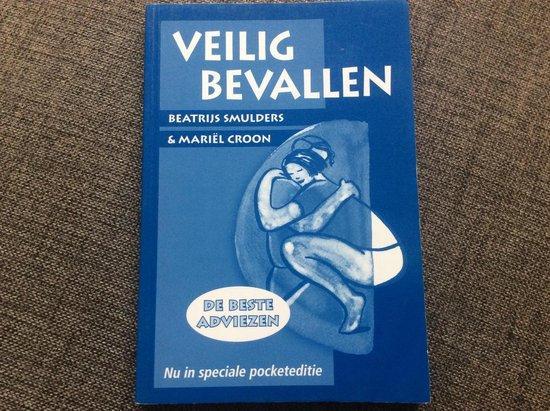 VEILIG
BEVALLEN
BEATRIJS SMULDERS
& MARIËL CROON
DE BESTE
ADVIEZEN
Nu in speciale pocketeditie